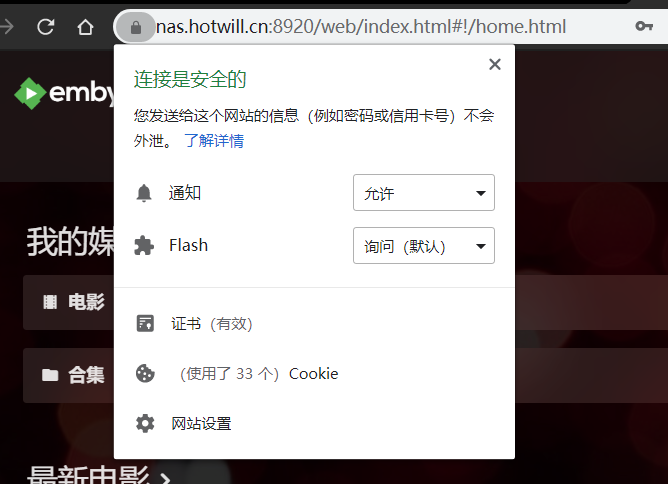 nas.hotwill.cn:8920/web/index.html#!/home.html
emby
连接是安全的
您发送给这个网站的信息（例如密码或信用卡号）不会
外泄。 了解详情
通知 允许
Flash 询问（默认）
我的媒
电影
证书（有效）
（使用了 33 个）Cookie
合集
网站设置
最新电影